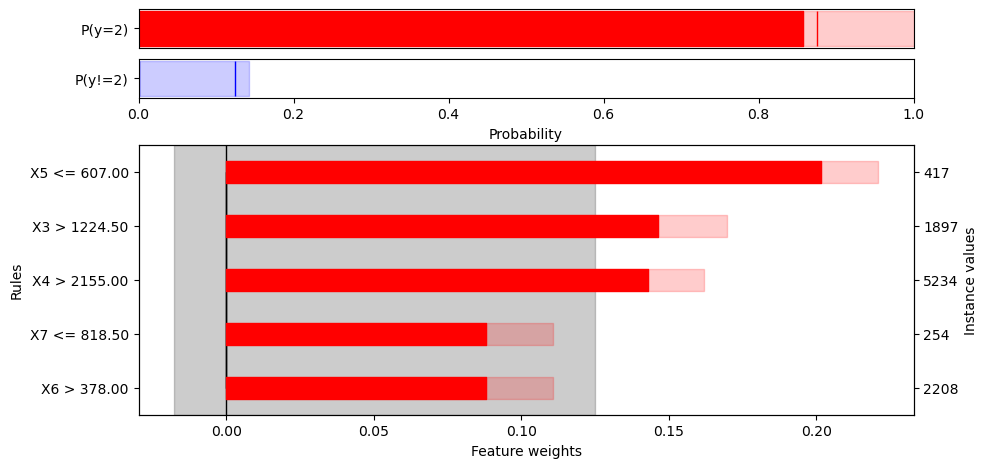 P(y=2)
P(y!=2)
0.0 0.2 0.4 0.6 0.8 1.0
Probability
X5 <= 607.00 417
X3 > 1224.50 1897
X4 > 2155.00 5234
X7 <= 818.50 254
X6 > 378.00 2208
Rules
Instance values
0.00 0.05 0.10 0.15 0.20
Feature weights